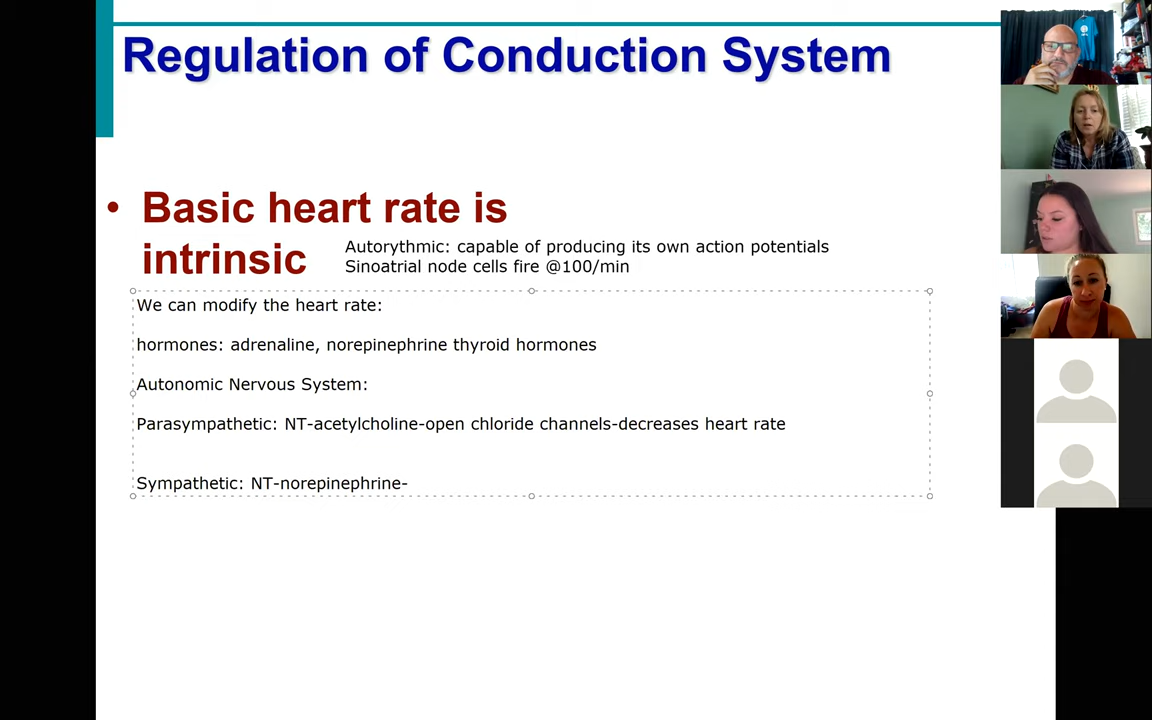 Regulation of Conduction System
• Basic heart rate is
intrinsic
Autorythmic: capable of producing its own action potentials
Sinoatrial node cells fire @100/min
We can modify the heart rate:
hormones: adrenaline, norepinephrine thyroid hormones
Autonomic Nervous System:
Parasympathetic: NT-acetylcholine-open chloride channels-decreases heart rate
Sympathetic: NT-norepinephrine-